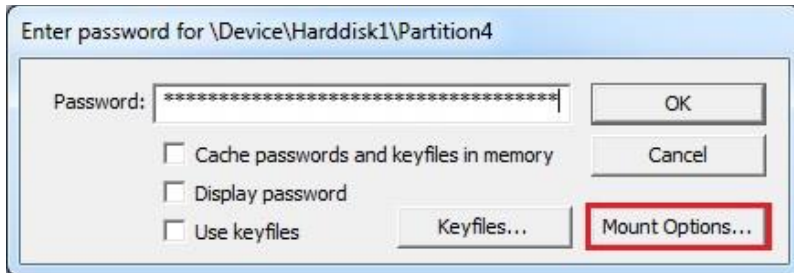 Enter password for \Device\Harddisk1\Partition4
Password: ************************************
OK
Cache passwords and keyfiles in memory
Cancel
Display password
Use keyfiles
Keyfiles...
Mount Options...